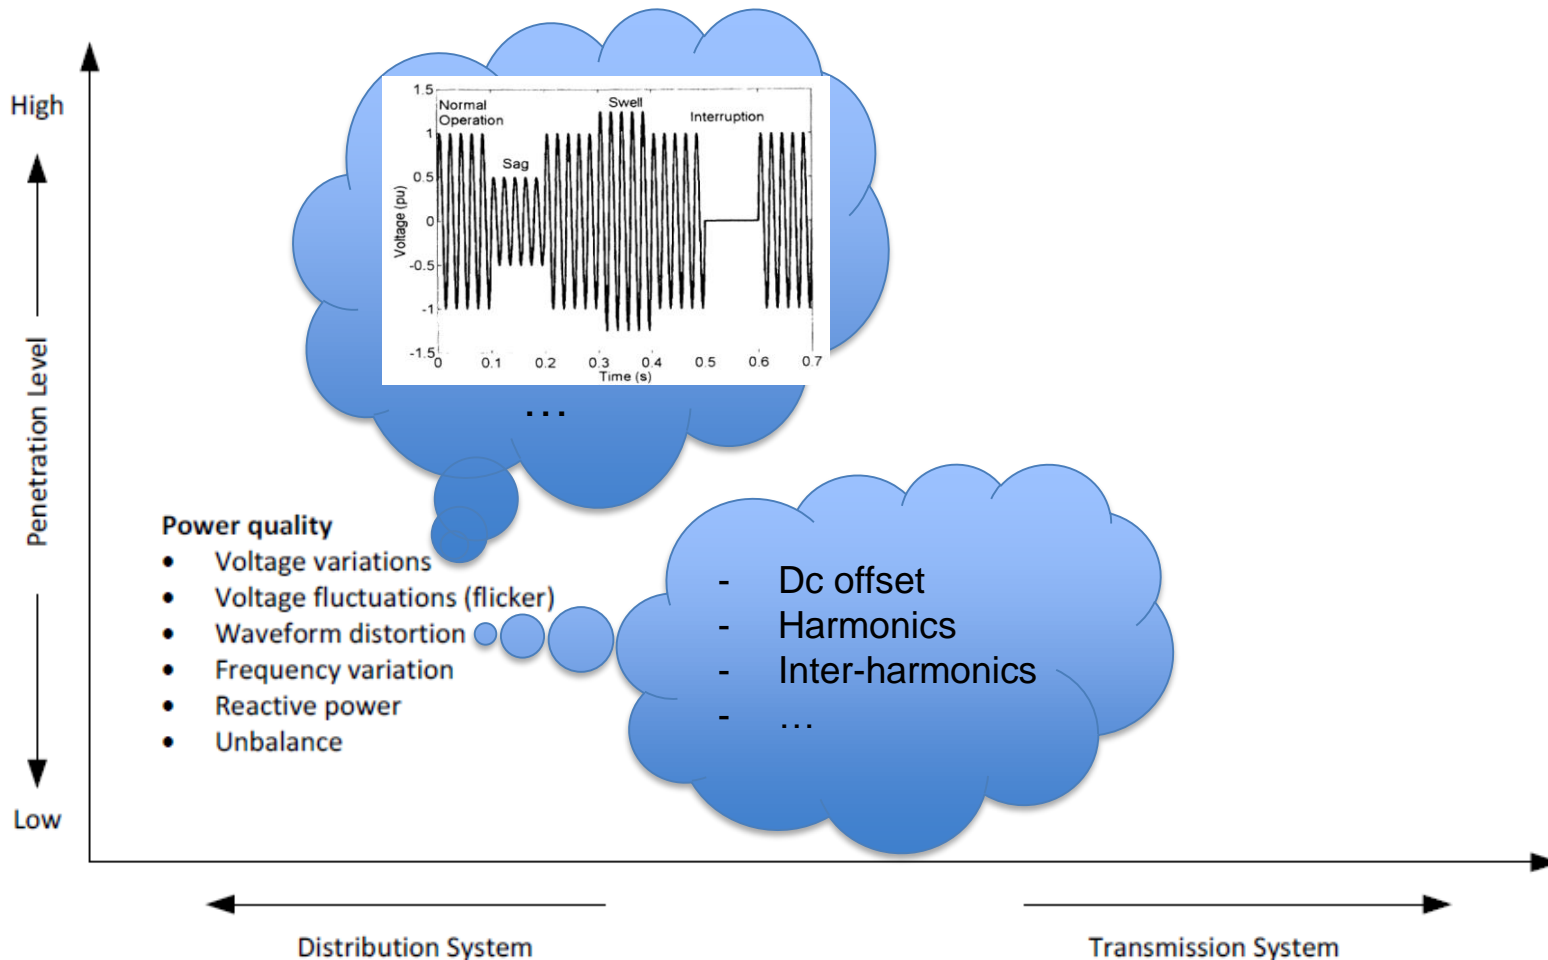 High
Penetration Level
Low
1.5
1
0.5
0
-0.5
-1
-1.5
Voltage (pu)
Normal
Operation
Sag
Swell
Interruption
0 0.1 0.2 0.3 0.4 0.5 0.6 0.7
Time (s)
...
Power quality
• Voltage variations
• Voltage fluctuations (flicker)
• Waveform distortion
• Frequency variation
• Reactive power
• Unbalance
- Dc offset
- Harmonics
- Inter-harmonics
- ...
Distribution System
Transmission System